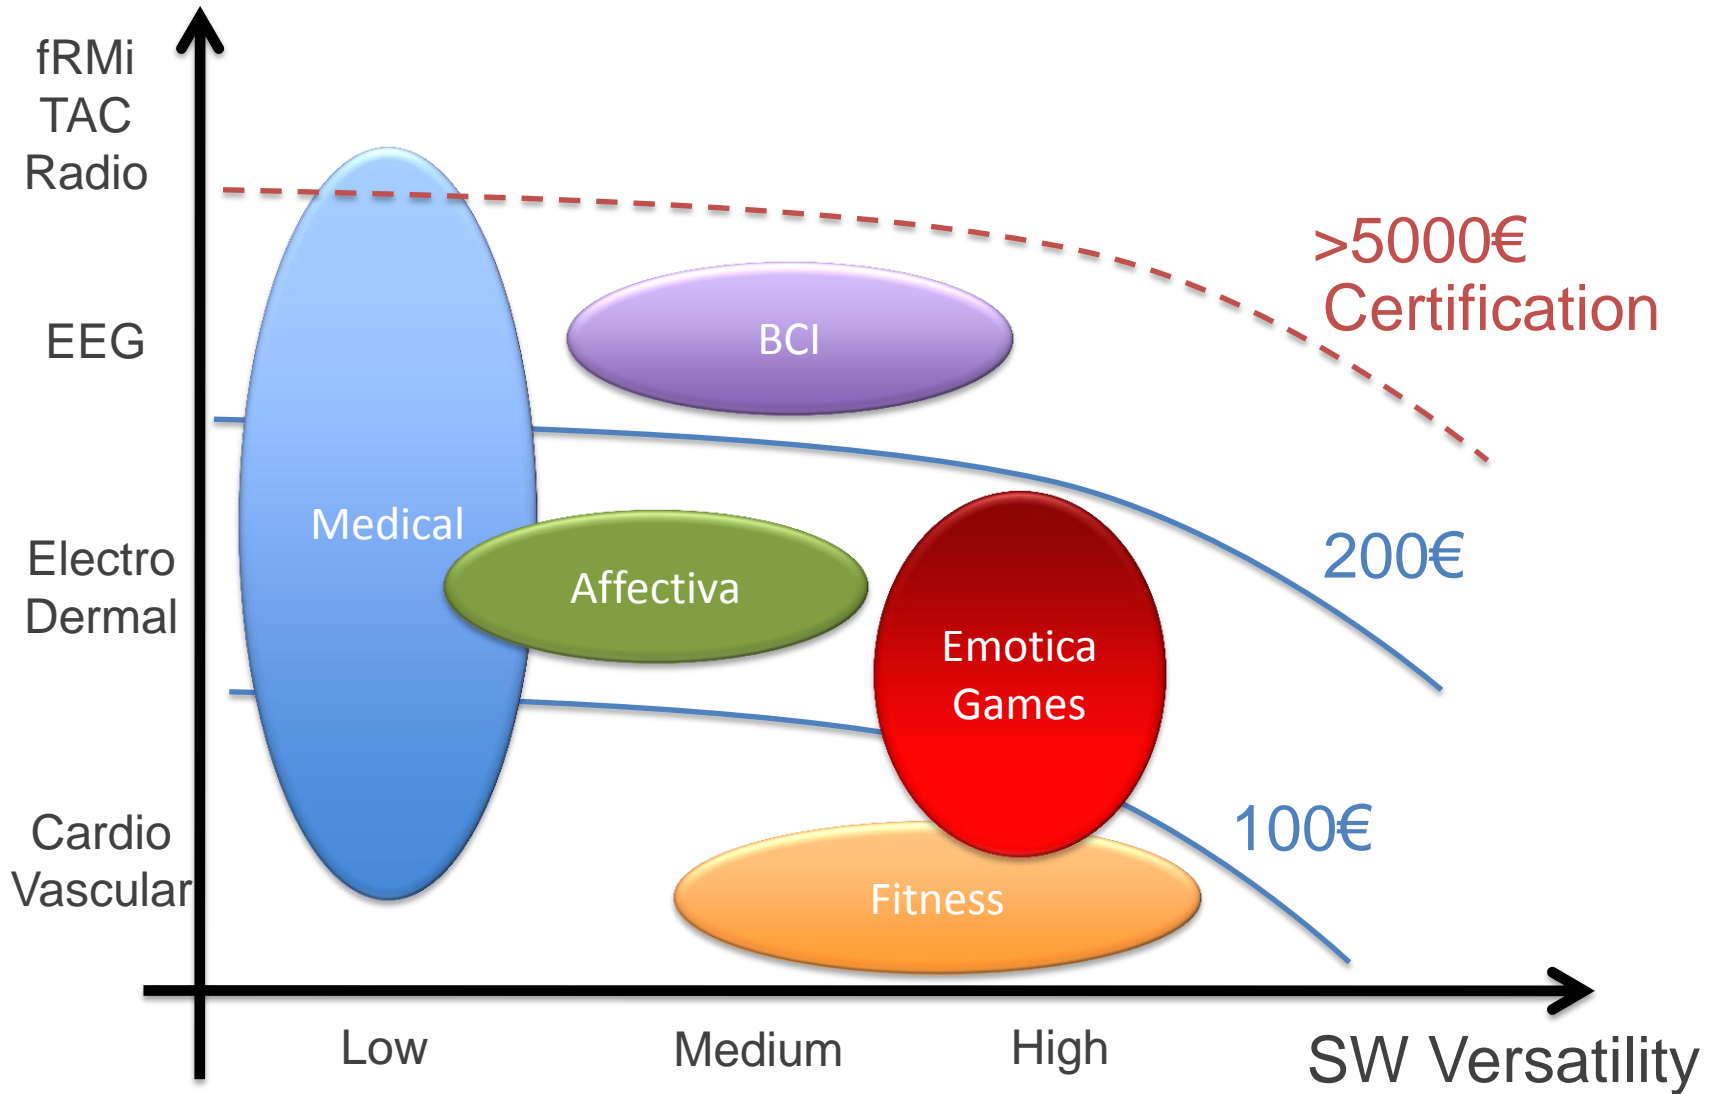 fRMi
TAC
Radio
>5000€
Certification
EEG
BCI
Medical
200€
Electro
Dermal
Affectiva
Emotica
Games
Cardio
Vascular
100€
Fitness
Low
Medium
High
SW Versatility